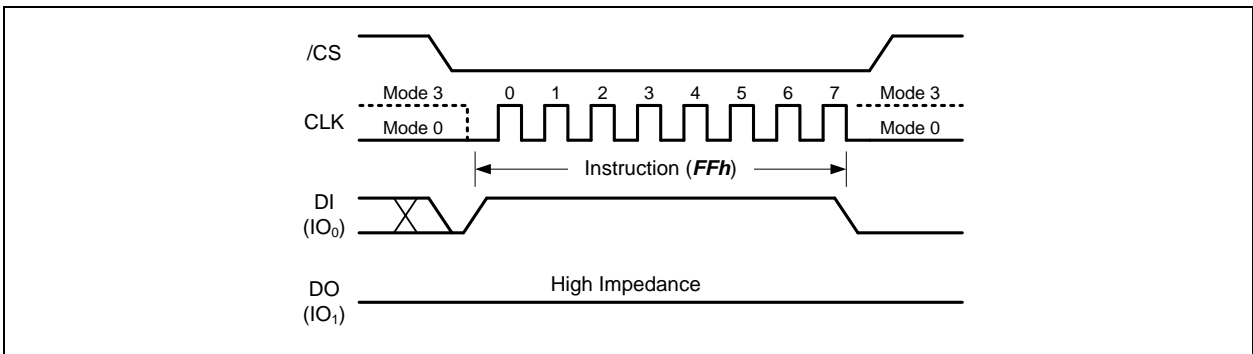 /CS
Mode 3 0 1 2 3 4 5 6 7 Mode 3
CLK
Mode 0 Mode 0
Instruction (FFh)
DI
(IO₀)
High Impedance
DO
(IO₁)